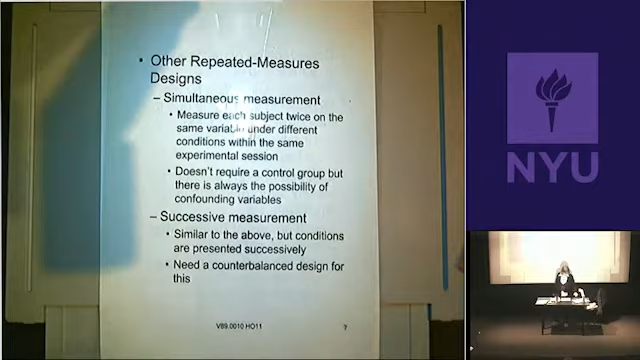 • Other Repeated-Measures
Designs
– Simultaneous measurement
• Measure each subject twice on the
same variable under different
conditions within the same
experimental session
• Doesn't require a control group but
there is always the possibility of
confounding variables
– Successive measurement
• Similar to the above, but conditions
are presented successively
• Need a counterbalanced design for
this
V89.0010 HO11
7
NYU